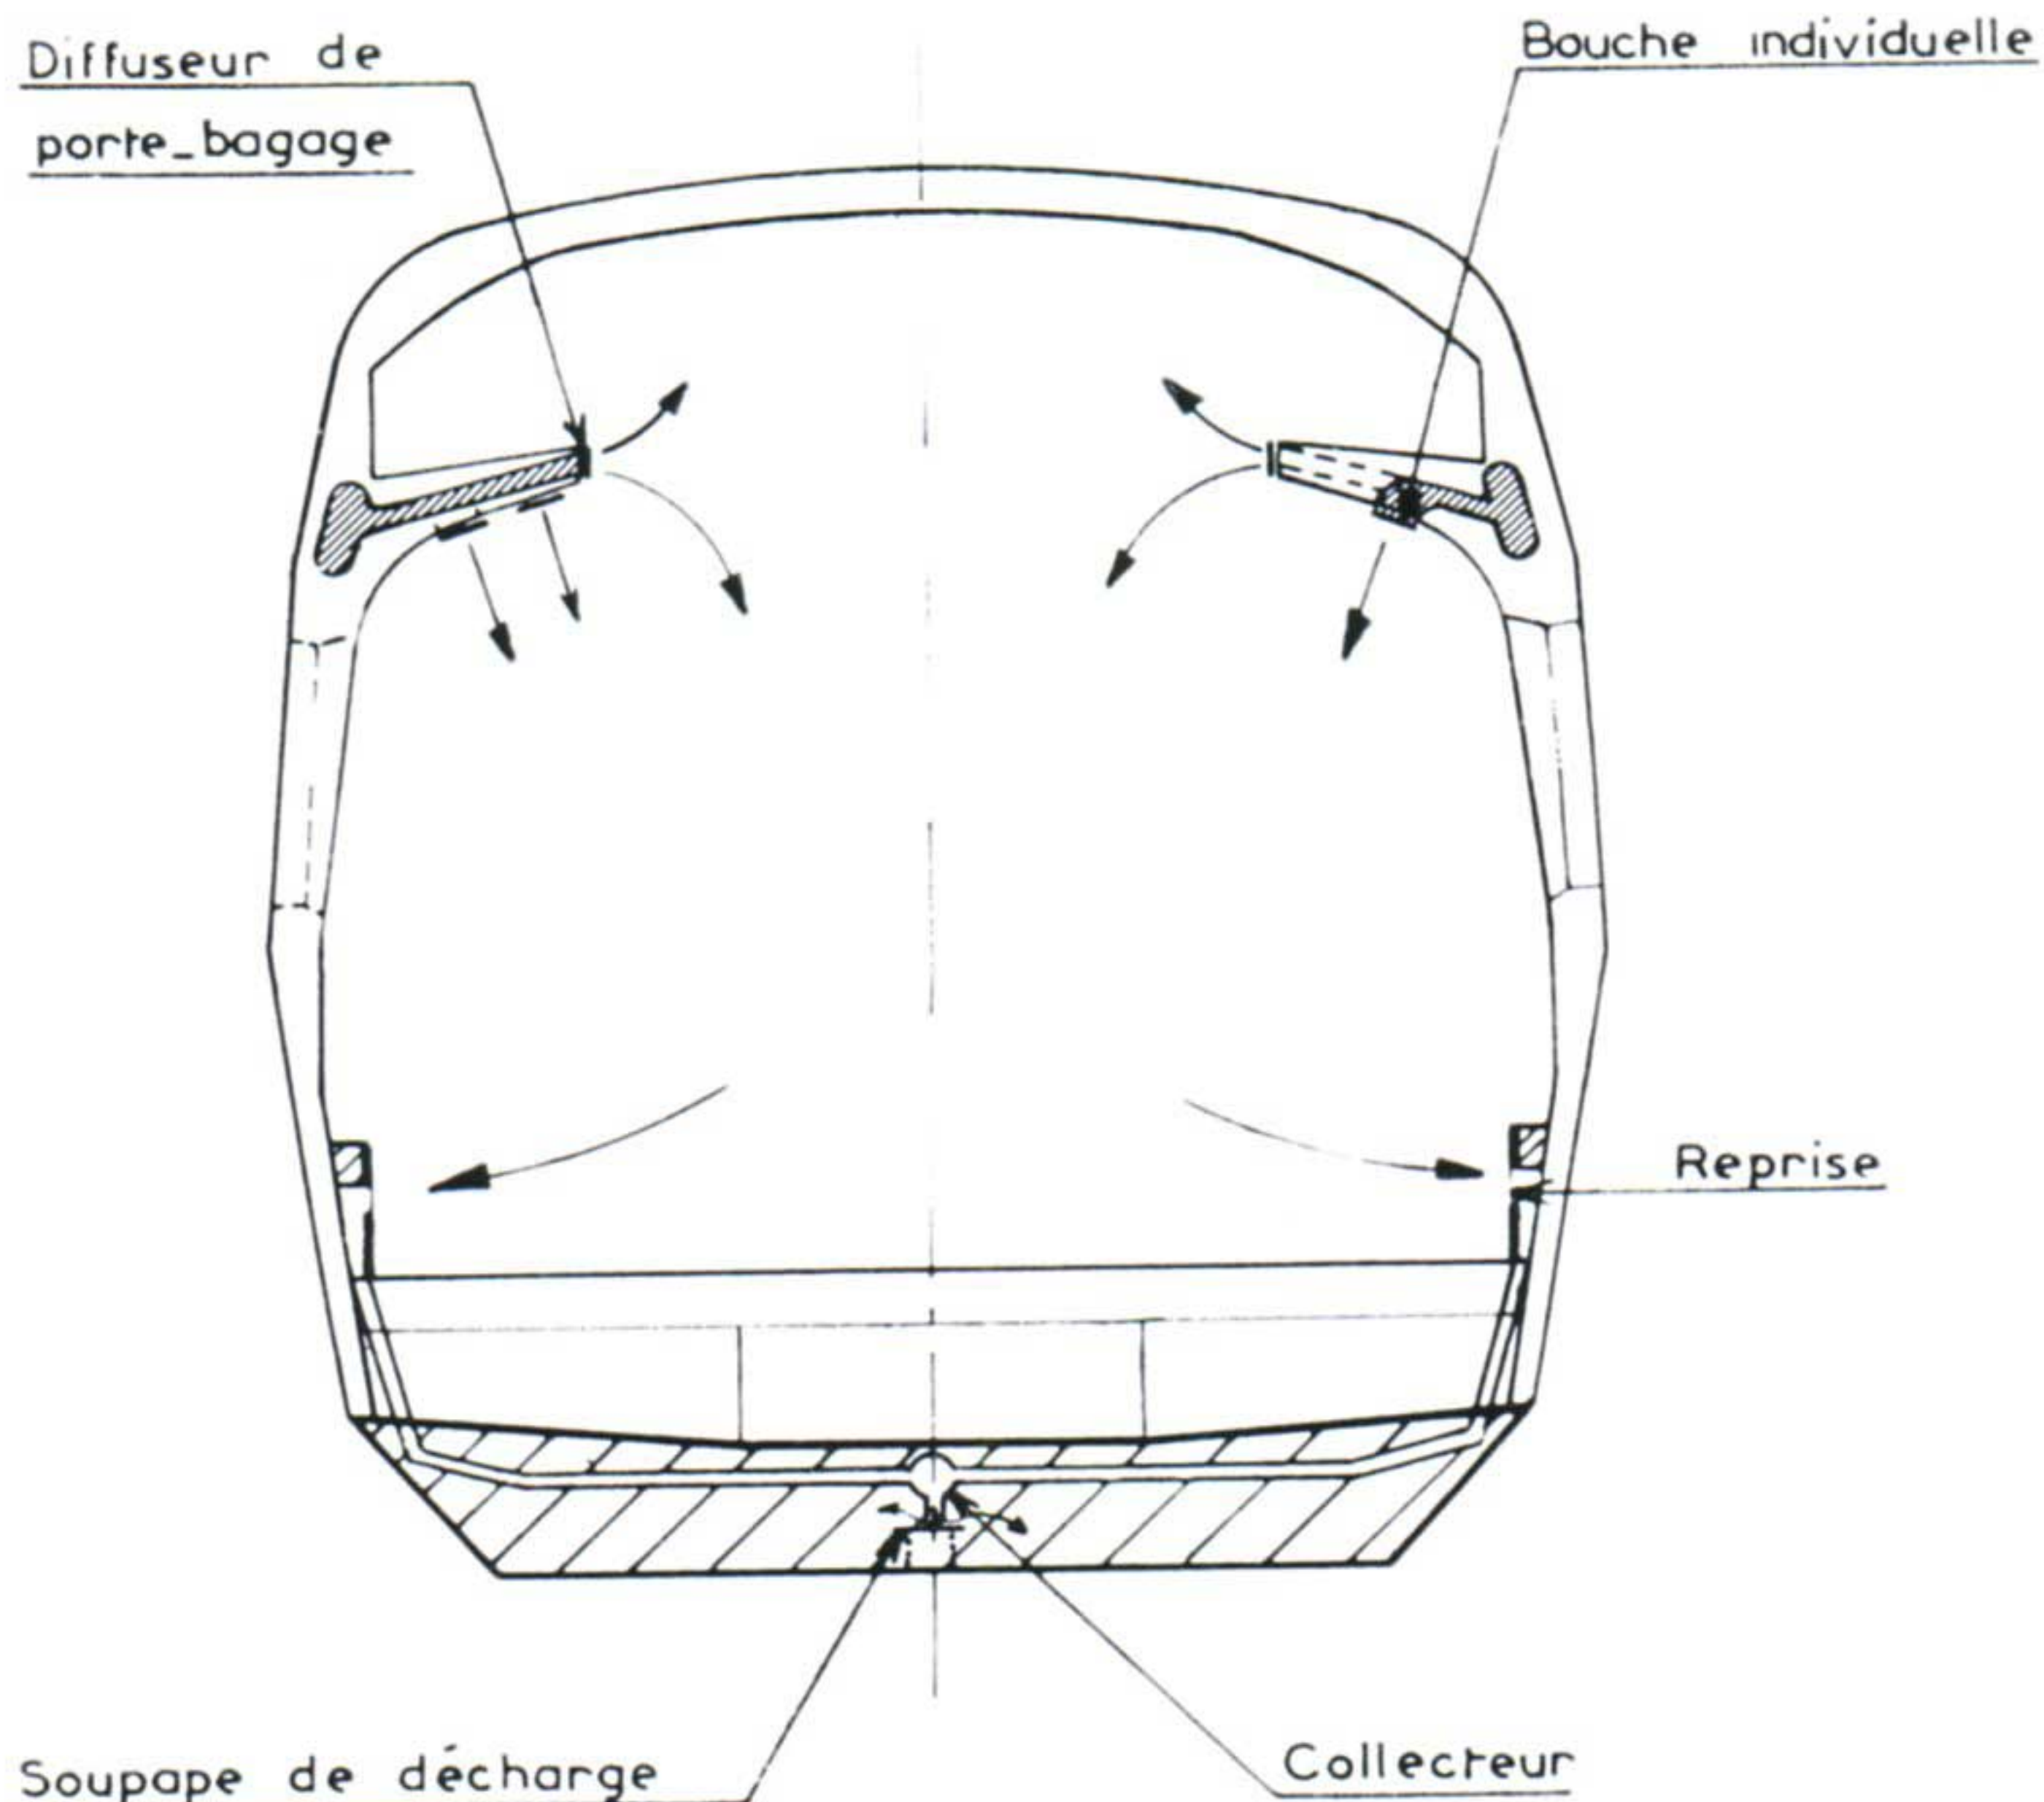 Diffuseur de
porte_bagage
Bouche individuelle
Reprise
Soupape de décharge
Collecteur